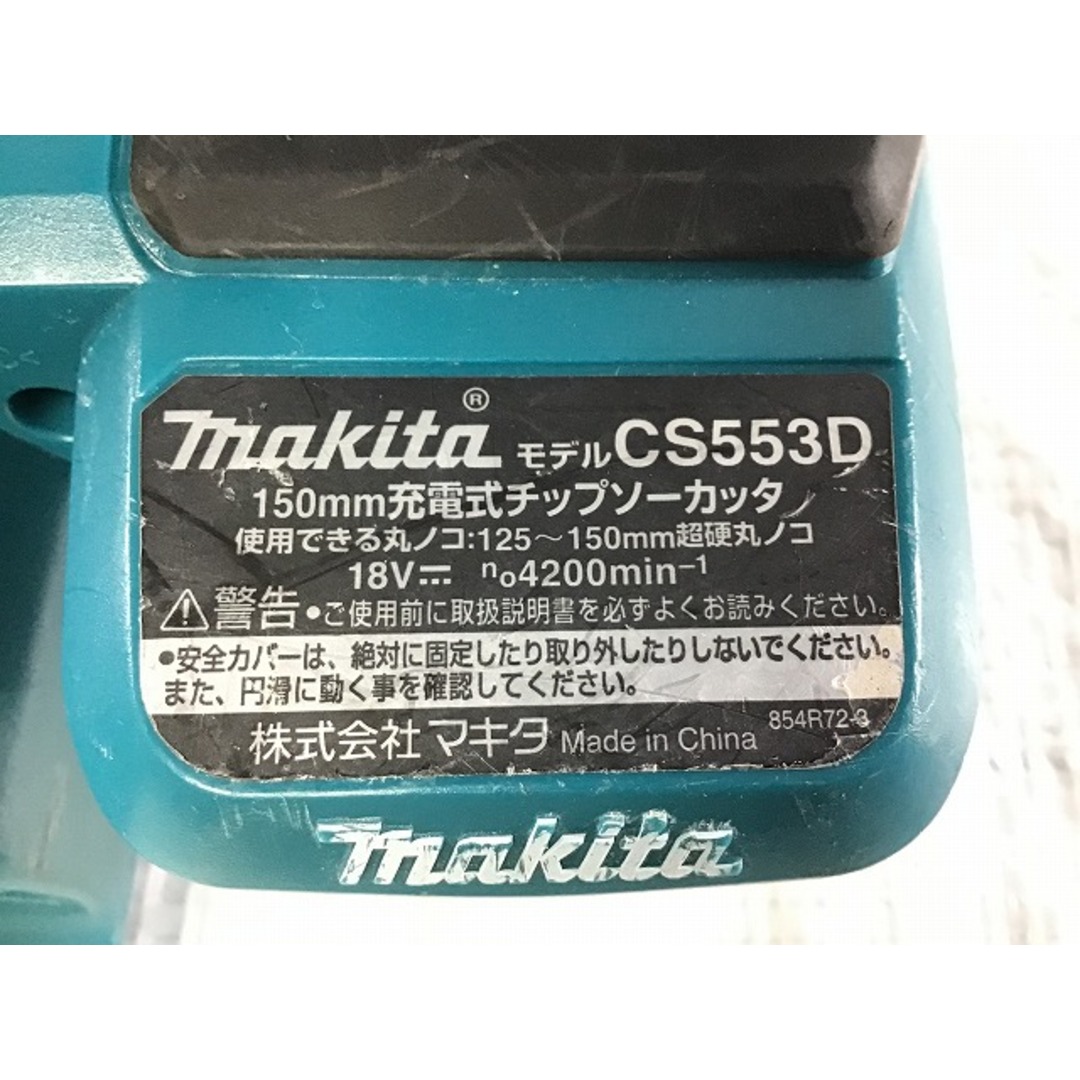 makita® モデル CS553D
150mm充電式チップソーカッタ
使用できる丸ノコ:125～150mm超硬丸ノコ
18V⎓ n₀4200min⁻¹
⚠警告 •ご使用前に取扱説明書を必ずよくお読みください。
•安全カバーは、絶対に固定したり取り外したりしないでください。
また、円滑に動く事を確認してください。
854R72-3
株式会社 マキタ Made in China
makita